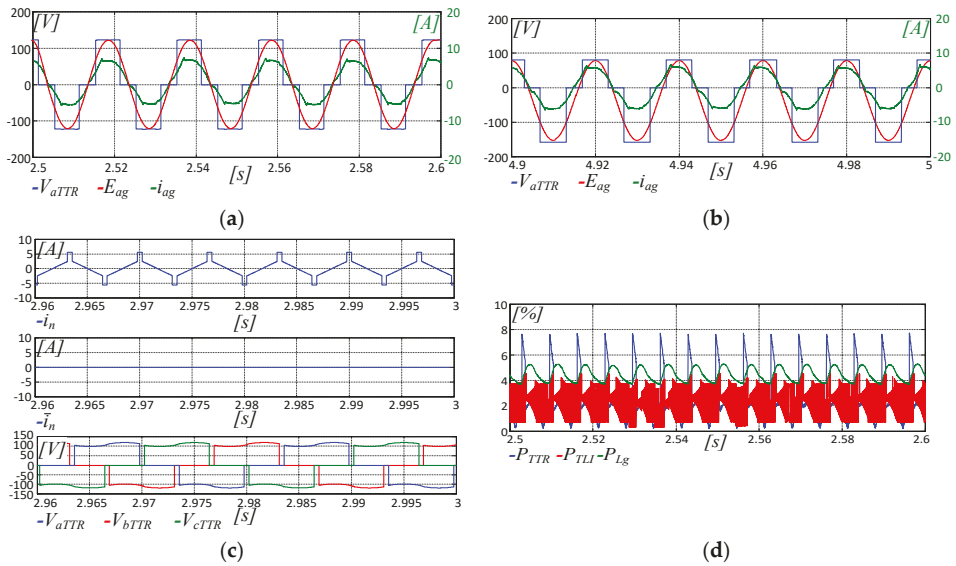 [V] [A]
200 20
100 10
0 0
-100 -10
-200 -20
2.5 2.52 2.54 2.56 2.58 2.6
[s]
VaTTR Eag iag
(a)
[V] [A]
200 20
100 10
0 0
-100 -10
-200 -20
4.9 4.92 4.94 4.96 4.98 5
[s]
VaTTR Eag iag
(b)
[A]
10
5
0
-5
-10
2.96 2.965 2.97 2.975 2.98 2.985 2.99 2.995 3
[s]
in
[A]
10
5
0
-5
-10
2.96 2.965 2.97 2.975 2.98 2.985 2.99 2.995 3
[s]
i̅n
[V]
150
100
50
0
-50
-100
-150
2.96 2.965 2.97 2.975 2.98 2.985 2.99 2.995 3
[s]
VaTTR VbTTR VcTTR
(c)
[%]
10
8
6
4
2
0
2.5 2.52 2.54 2.56 2.58 2.6
[s]
PTTR PTLI PLg
(d)